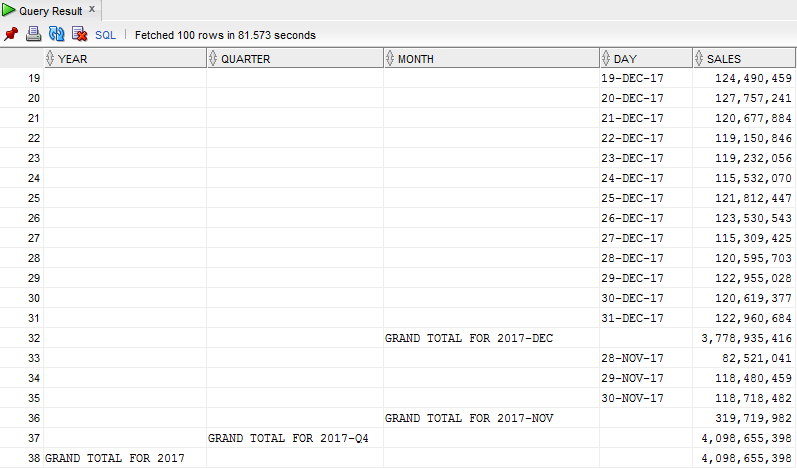 Query Result x
SQL | Fetched 100 rows in 81.573 seconds
YEAR QUARTER MONTH DAY SALES
19 19-DEC-17 124,490,459
20 20-DEC-17 127,757,241
21 21-DEC-17 120,677,884
22 22-DEC-17 119,150,846
23 23-DEC-17 119,232,056
24 24-DEC-17 115,532,070
25 25-DEC-17 121,812,447
26 26-DEC-17 123,530,543
27 27-DEC-17 115,309,425
28 28-DEC-17 120,595,703
29 29-DEC-17 122,955,028
30 30-DEC-17 120,619,377
31 31-DEC-17 122,960,684
32 GRAND TOTAL FOR 2017-DEC 3,778,935,416
33 28-NOV-17 82,521,041
34 29-NOV-17 118,480,459
35 30-NOV-17 118,718,482
36 GRAND TOTAL FOR 2017-NOV 319,719,982
37 GRAND TOTAL FOR 2017-Q4 4,098,655,398
38 GRAND TOTAL FOR 2017 4,098,655,398